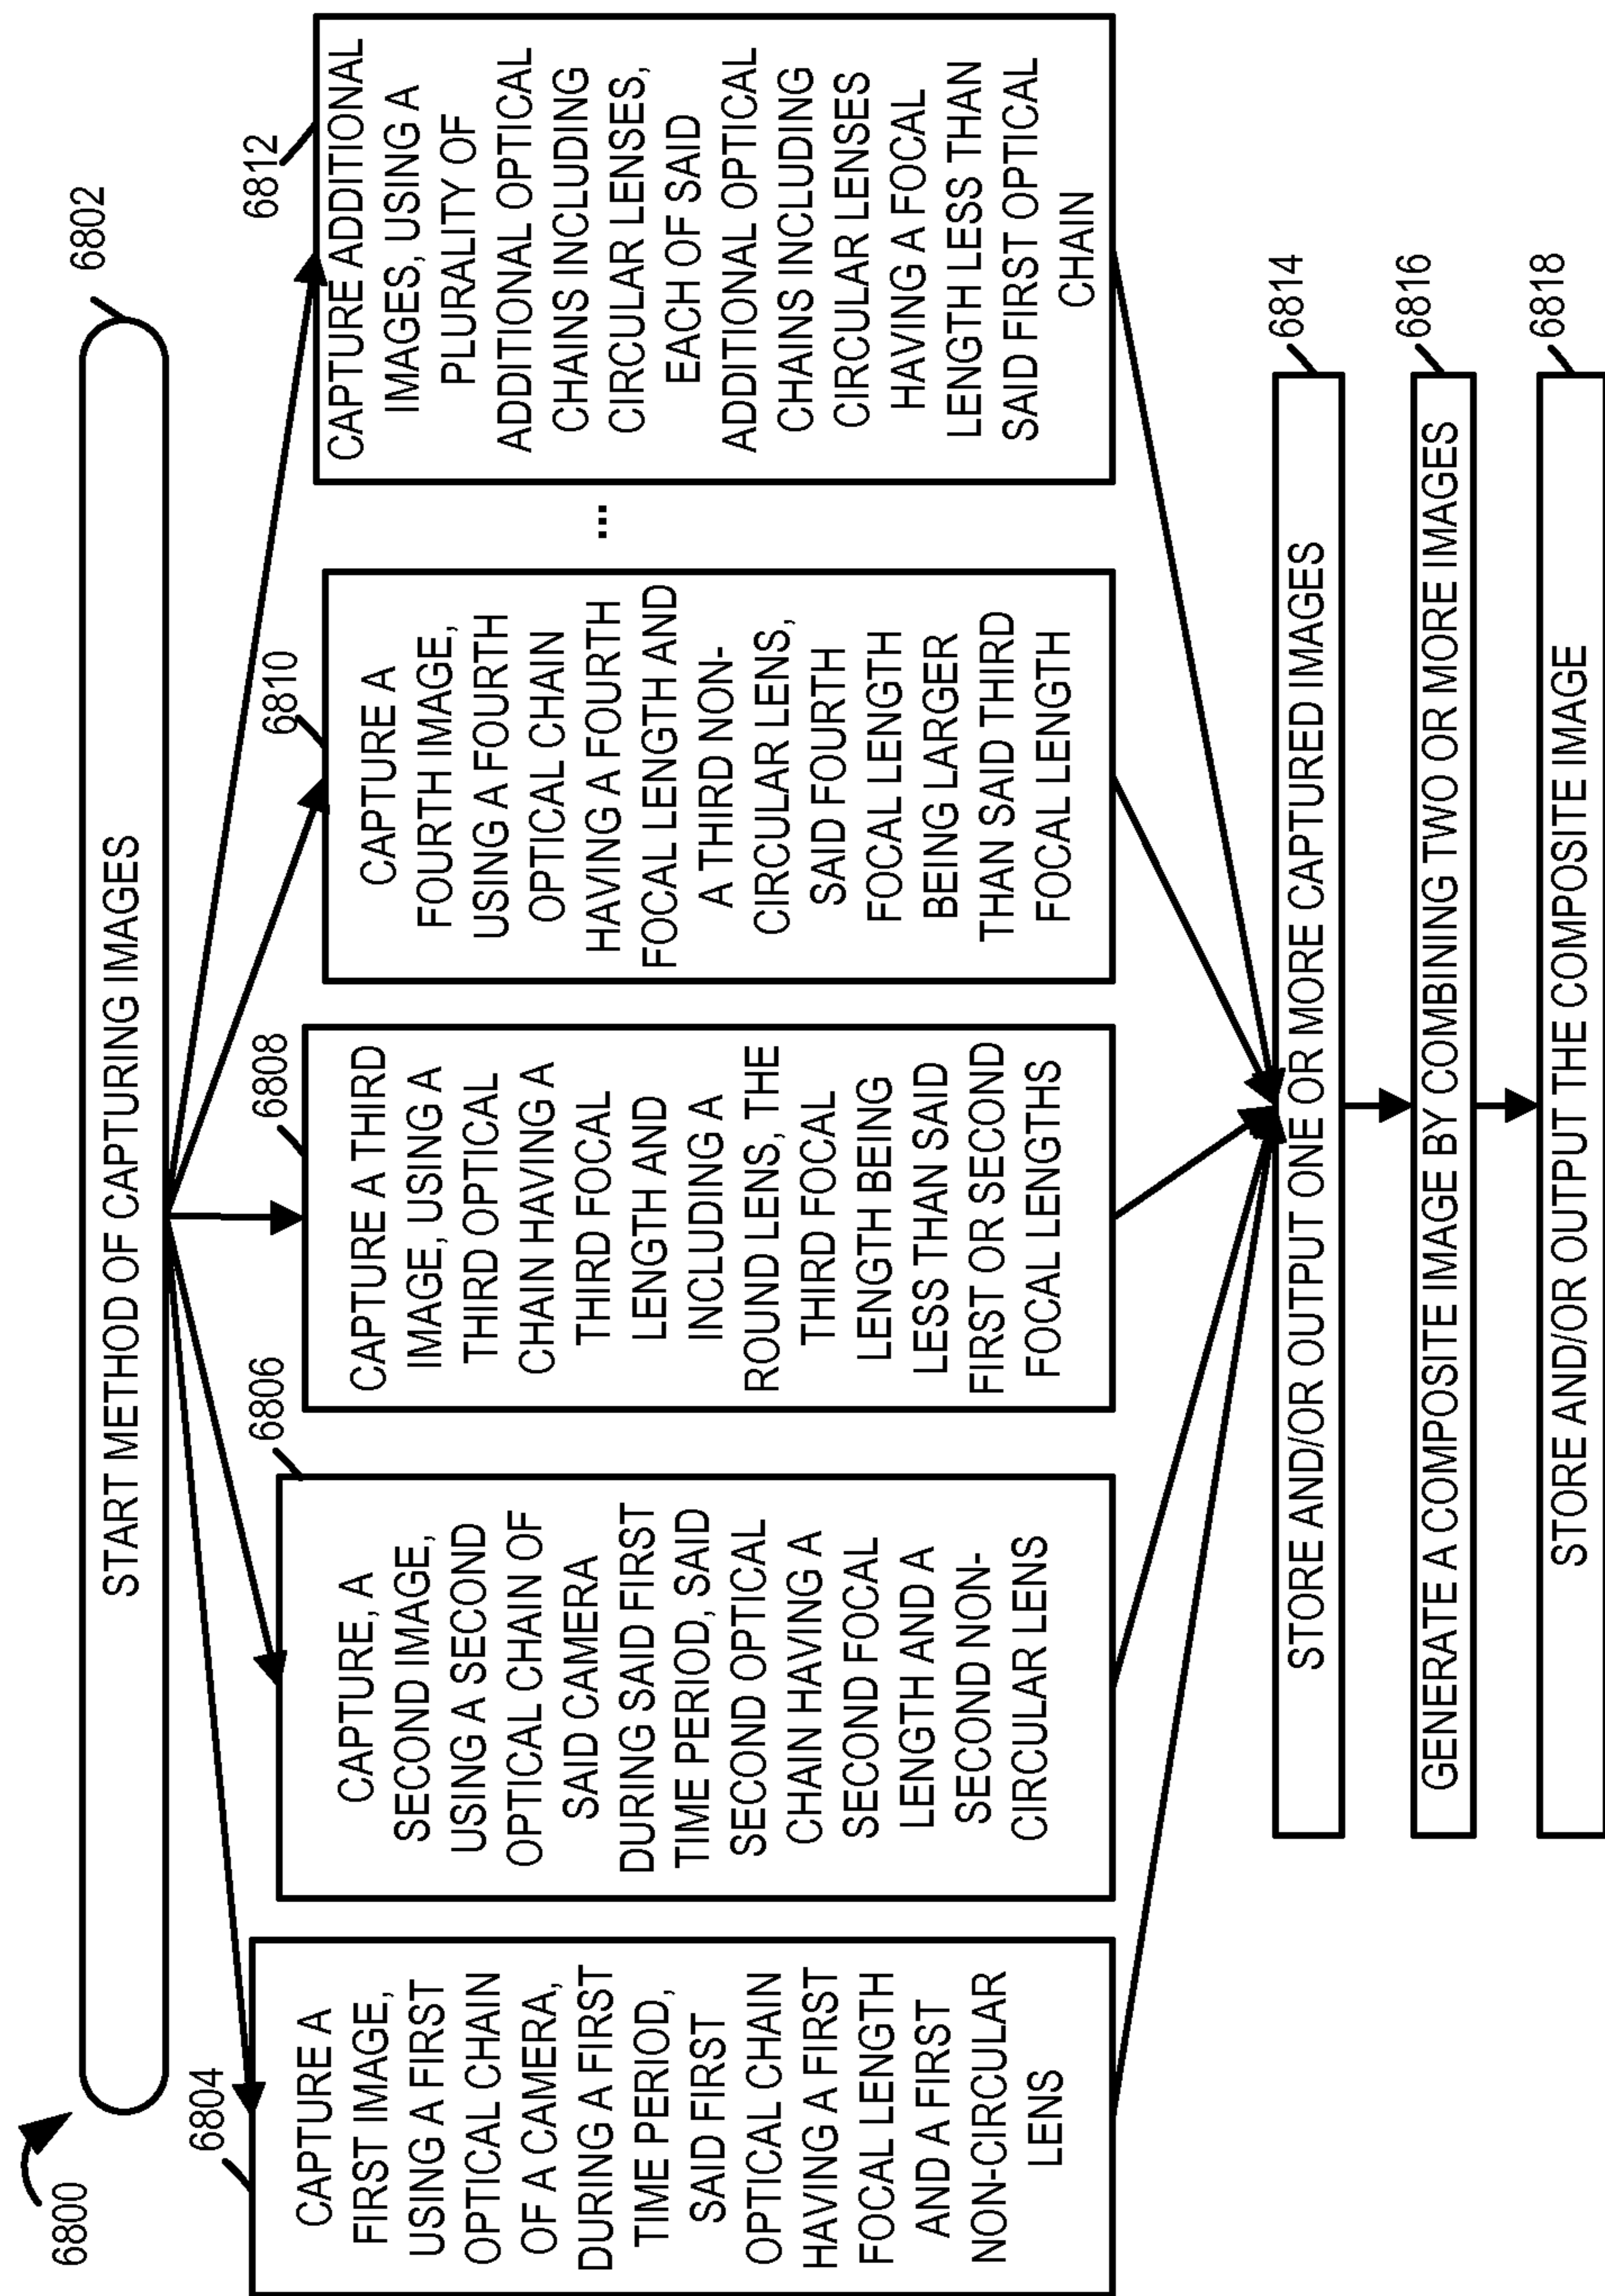 6800
START METHOD OF CAPTURING IMAGES
6802
6804
CAPTURE A
FIRST IMAGE,
USING A FIRST
OPTICAL CHAIN
OF A CAMERA,
DURING A FIRST
TIME PERIOD,
SAID FIRST
OPTICAL CHAIN
HAVING A FIRST
FOCAL LENGTH
AND A FIRST
NON-CIRCULAR
LENS
6806
CAPTURE, A
SECOND IMAGE,
USING A SECOND
OPTICAL CHAIN OF
SAID CAMERA
DURING SAID FIRST
TIME PERIOD, SAID
SECOND OPTICAL
CHAIN HAVING A
SECOND FOCAL
LENGTH AND A
SECOND NON-
CIRCULAR LENS
6808
CAPTURE A THIRD
IMAGE, USING A
THIRD OPTICAL
CHAIN HAVING A
THIRD FOCAL
LENGTH AND
INCLUDING A
ROUND LENS, THE
THIRD FOCAL
LENGTH BEING
LESS THAN SAID
FIRST OR SECOND
FOCAL LENGTHS
6810
CAPTURE A
FOURTH IMAGE,
USING A FOURTH
OPTICAL CHAIN
HAVING A FOURTH
FOCAL LENGTH AND
A THIRD NON-
CIRCULAR LENS,
SAID FOURTH
FOCAL LENGTH
BEING LARGER
THAN SAID THIRD
FOCAL LENGTH
...
6812
CAPTURE ADDITIONAL
IMAGES, USING A
PLURALITY OF
ADDITIONAL OPTICAL
CHAINS INCLUDING
CIRCULAR LENSES,
EACH OF SAID
ADDITIONAL OPTICAL
CHAINS INCLUDING
CIRCULAR LENSES
HAVING A FOCAL
LENGTH LESS THAN
SAID FIRST OPTICAL
CHAIN
STORE AND/OR OUTPUT ONE OR MORE CAPTURED IMAGES
6814
GENERATE A COMPOSITE IMAGE BY COMBINING TWO OR MORE IMAGES
6816
STORE AND/OR OUTPUT THE COMPOSITE IMAGE
6818